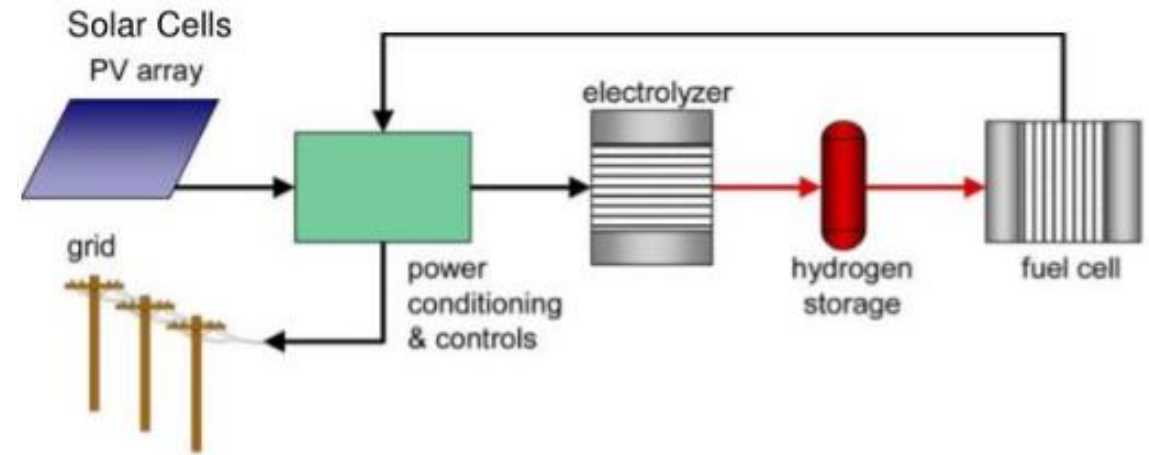 Solar Cells
PV array
electrolyzer
grid
power
conditioning
& controls
hydrogen
storage
fuel cell